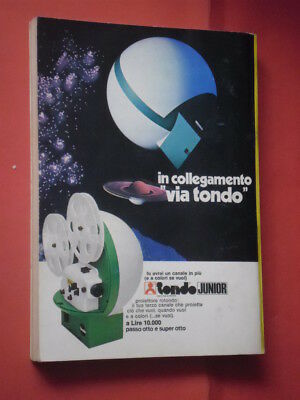 in collegamento
"via tondo"
tu avrai un canale in più
(e a colori se vuoi)
tondo JUNIOR
proiettore rotondo
è tuo terzo canale che proietta
ciò che vuoi, quando vuoi
e a colori (...se vuoi).
a Lire 10.000
passo otto e super otto